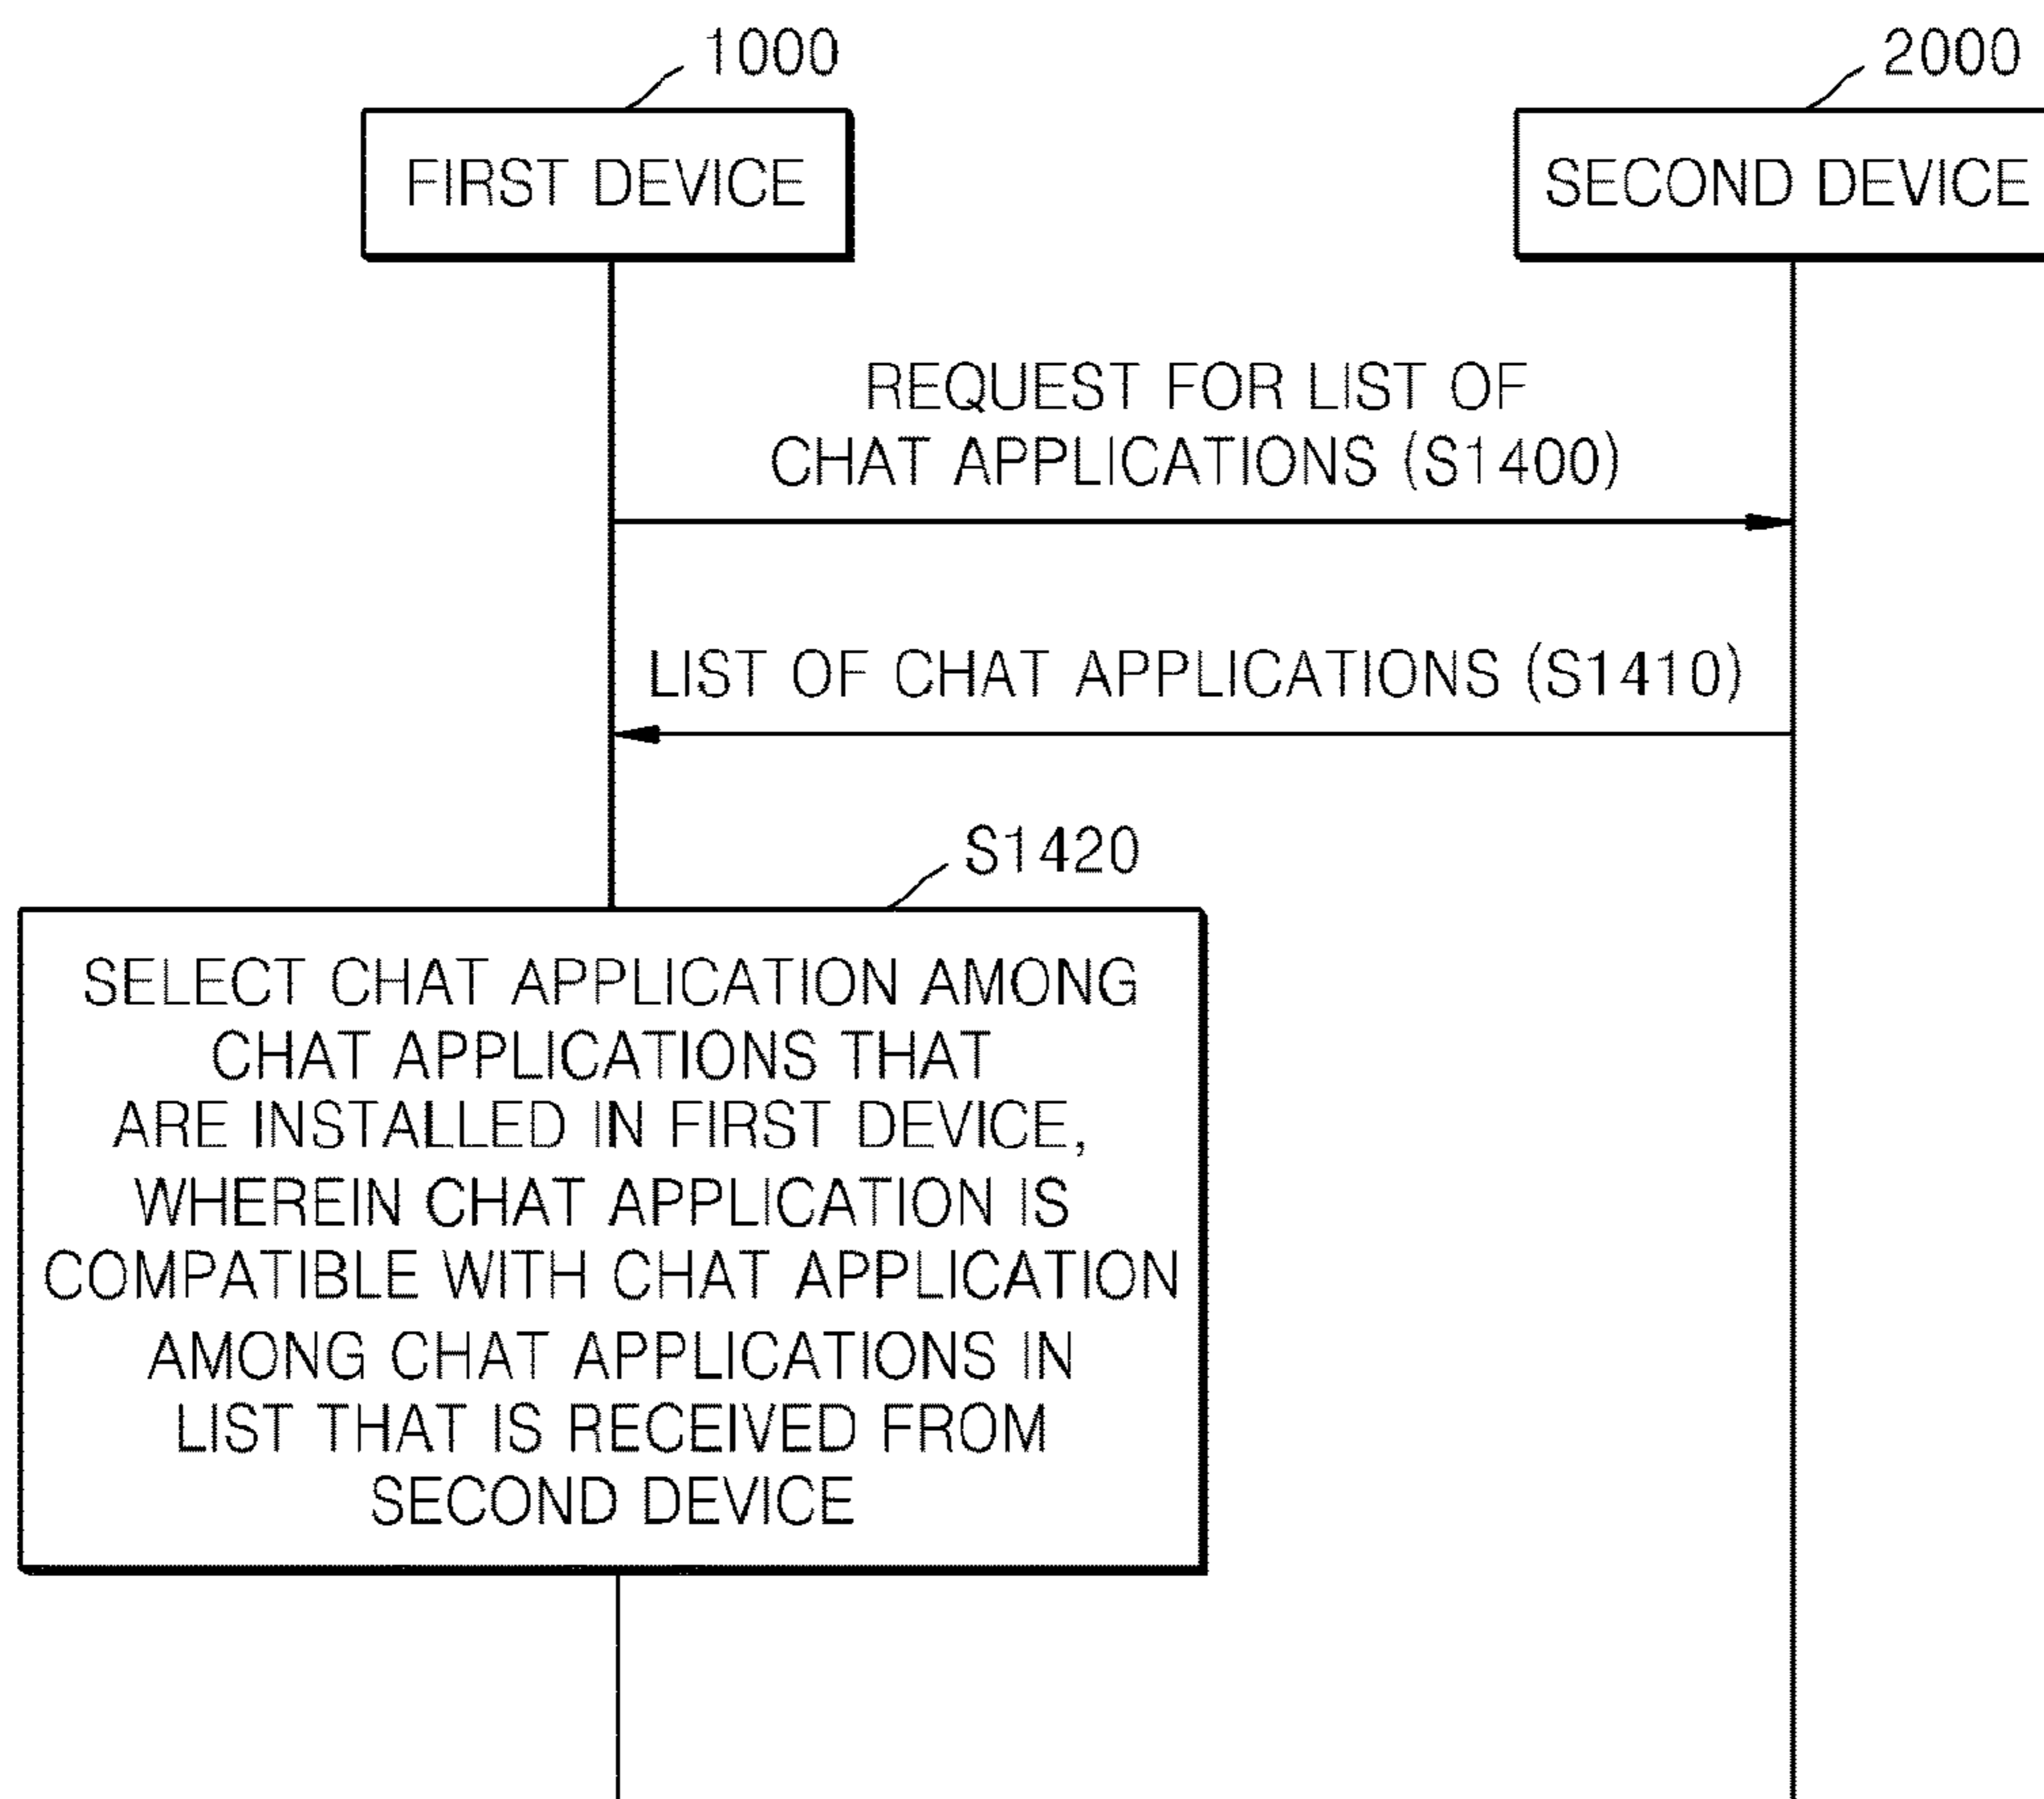 1000
2000
FIRST DEVICE
SECOND DEVICE
REQUEST FOR LIST OF
CHAT APPLICATIONS (S1400)
LIST OF CHAT APPLICATIONS (S1410)
S1420
SELECT CHAT APPLICATION AMONG
CHAT APPLICATIONS THAT
ARE INSTALLED IN FIRST DEVICE,
WHEREIN CHAT APPLICATION IS
COMPATIBLE WITH CHAT APPLICATION
AMONG CHAT APPLICATIONS IN
LIST THAT IS RECEIVED FROM
SECOND DEVICE